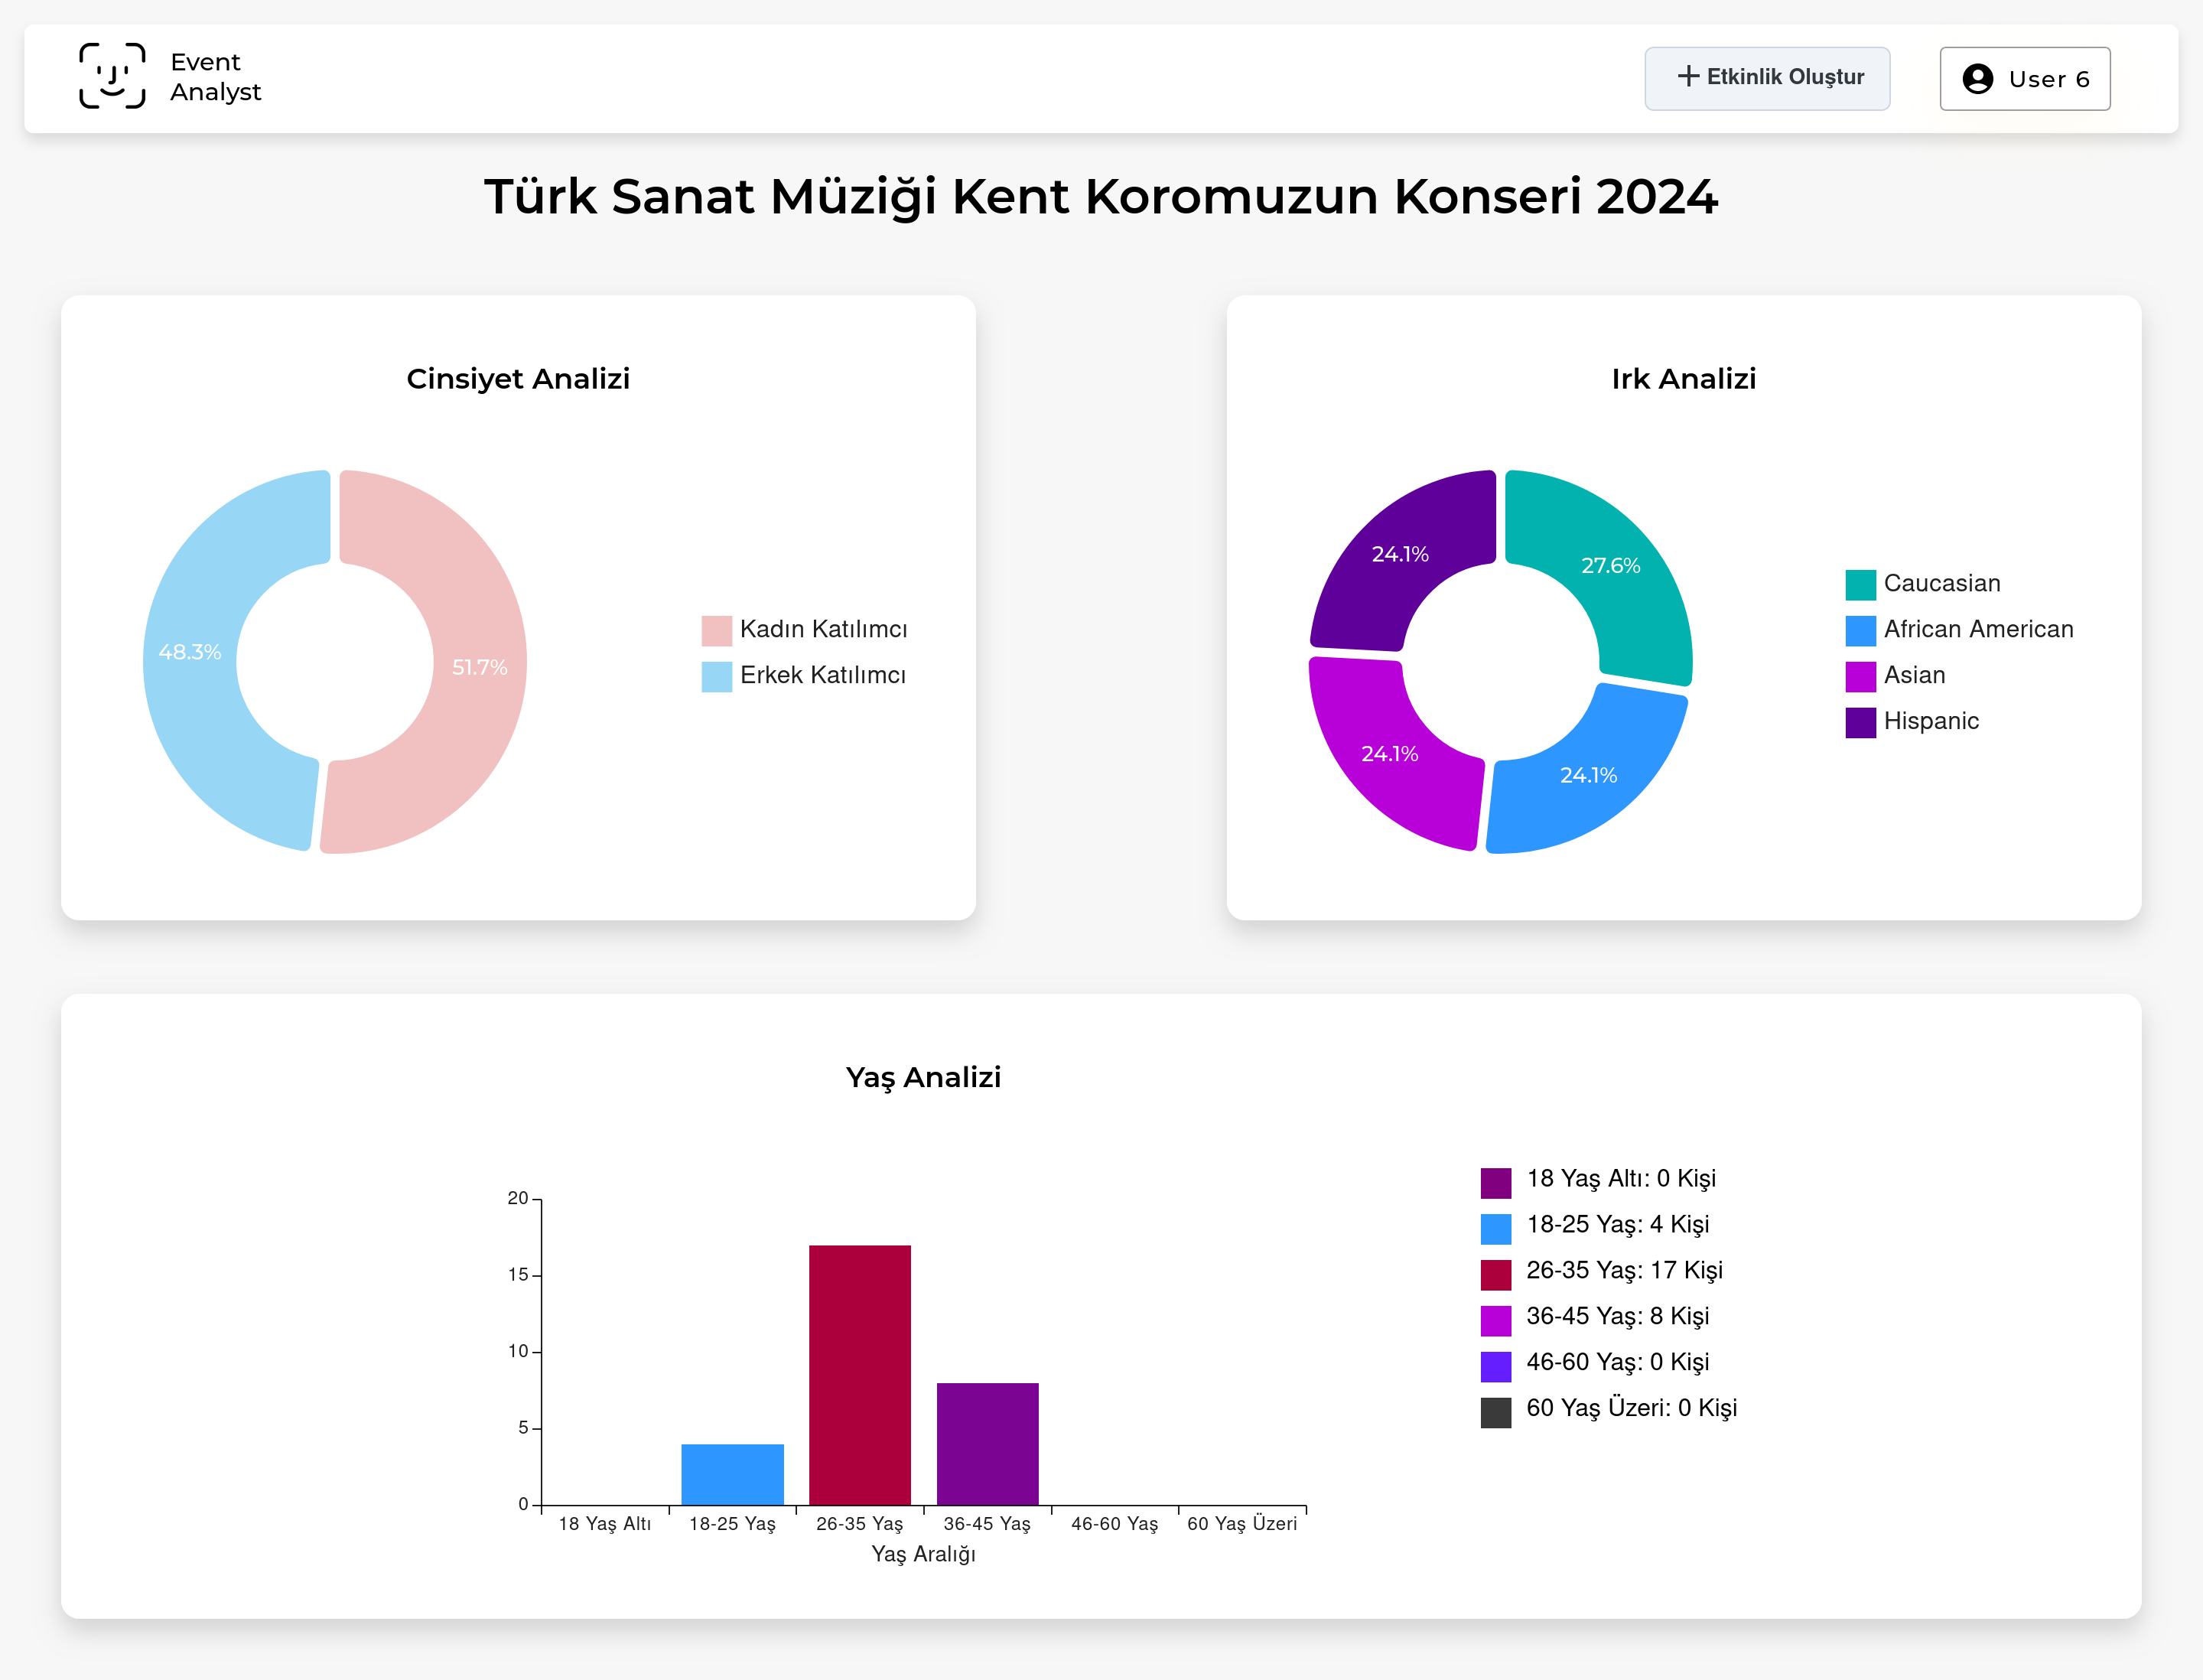 Event
Analyst
Etkinlik Oluştur
User 6
Türk Sanat Müziği Kent Koromuzun Konseri 2024
Cinsiyet Analizi
48.3%
51.7%
Kadın Katılımcı
Erkek Katılımcı
Irk Analizi
24.1%
27.6%
24.1%
24.1%
Caucasian
African American
Asian
Hispanic
Yaş Analizi
20
15
10
5
0
18 Yaş Altı
18-25 Yaş
26-35 Yaş
36-45 Yaş
46-60 Yaş
60 Yaş Üzeri
Yaş Aralığı
18 Yaş Altı: 0 Kişi
18-25 Yaş: 4 Kişi
26-35 Yaş: 17 Kişi
36-45 Yaş: 8 Kişi
46-60 Yaş: 0 Kişi
60 Yaş Üzeri: 0 Kişi